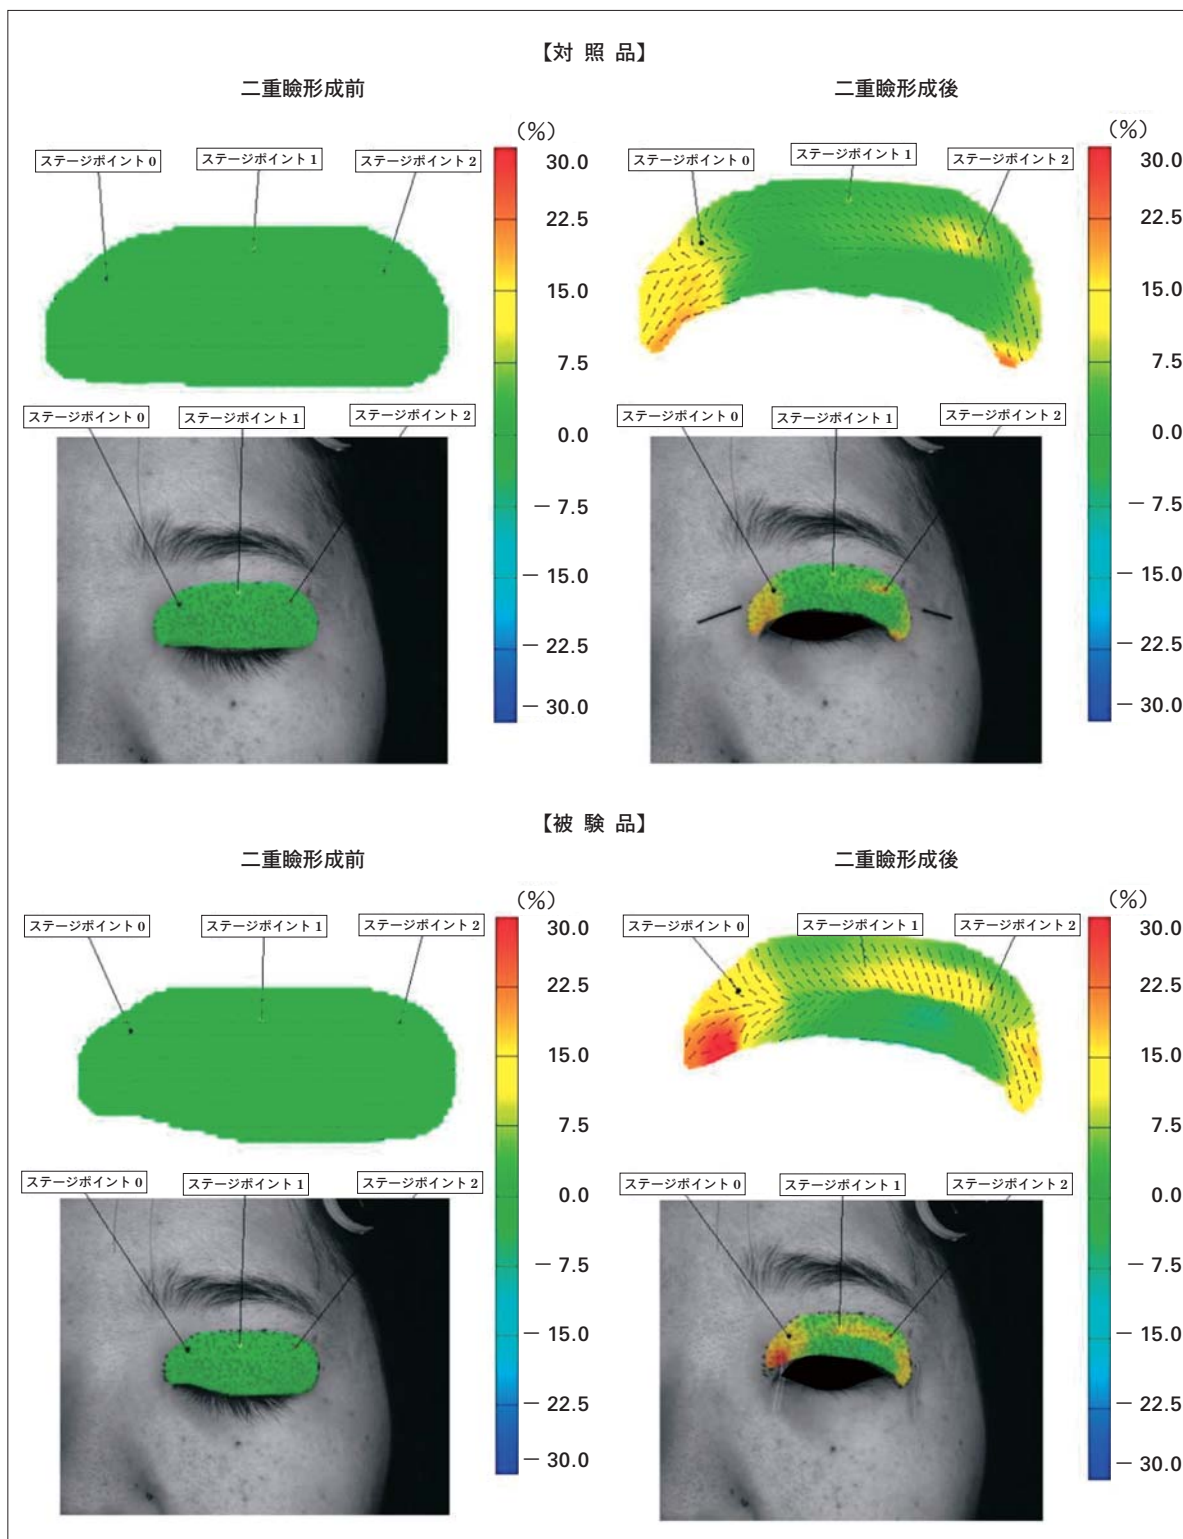 【対 照 品】
二重瞼形成前
(%)
ステージポイント 0
ステージポイント 1
ステージポイント 2
30.0
22.5
15.0
7.5
0.0
− 7.5
− 15.0
− 22.5
− 30.0
ステージポイント 0
ステージポイント 1
ステージポイント 2
二重瞼形成後
(%)
ステージポイント 0
ステージポイント 1
ステージポイント 2
30.0
22.5
15.0
7.5
0.0
− 7.5
− 15.0
− 22.5
− 30.0
ステージポイント 0
ステージポイント 1
ステージポイント 2
【被 験 品】
二重瞼形成前
(%)
ステージポイント 0
ステージポイント 1
ステージポイント 2
30.0
22.5
15.0
7.5
0.0
− 7.5
− 15.0
− 22.5
− 30.0
ステージポイント 0
ステージポイント 1
ステージポイント 2
二重瞼形成後
(%)
ステージポイント 0
ステージポイント 1
ステージポイント 2
30.0
22.5
15.0
7.5
0.0
− 7.5
− 15.0
− 22.5
− 30.0
ステージポイント 0
ステージポイント 1
ステージポイント 2